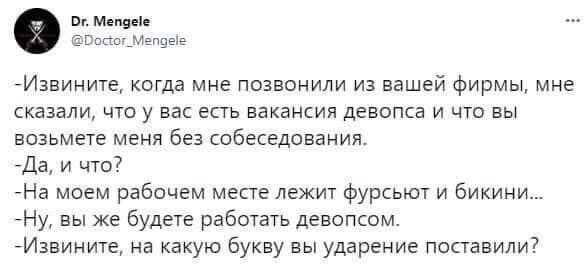 Dr. Mengele
@Doctor_Mengele
-Извините, когда мне позвонили из вашей фирмы, мне
сказали, что у вас есть вакансия девопса и что вы
возьмете меня без собеседования.
-Да, и что?
-На моем рабочем месте лежит фурсьют и бикини...
-Ну, вы же будете работать девопсом.
-Извините, на какую букву вы ударение поставили?